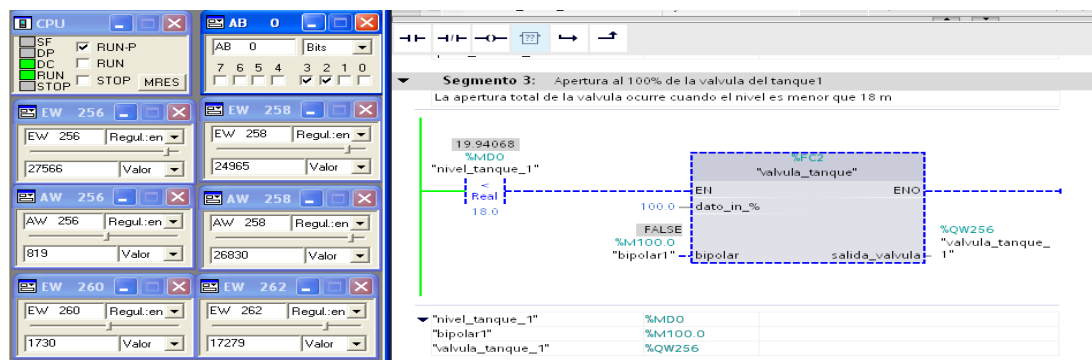 CPU
SF
DP
DC
RUN
STOP
RUN-P
RUN
STOP
MRES
AB 0
AB 0 Bits
7 6 5 4 3 2 1 0
EW 256
EW 256 Regul.:en
27566 Valor
EW 258
EW 258 Regul.:en
24965 Valor
AW 256
AW 256 Regul.:en
819 Valor
AW 258
AW 258 Regul.:en
26830 Valor
EW 260
EW 260 Regul.:en
1730 Valor
EW 262
EW 262 Regul.:en
17279 Valor
??
Segmento 3: Apertura al 100% de la valvula del tanque1
La apertura total de la valvula ocurre cuando el nivel es menor que 18 m
19.94068
%MD0
"nivel_tanque_1"
<
Real
18.0
%FC2
"valvula_tanque"
EN ENO
100.0 dato_in_%
FALSE
%M100.0
"bipolar1" bipolar
salida_valvula
%QW256
"valvula_tanque_
1"
"nivel_tanque_1" %MD0
"bipolar1" %M100.0
"valvula_tanque_1" %QW256